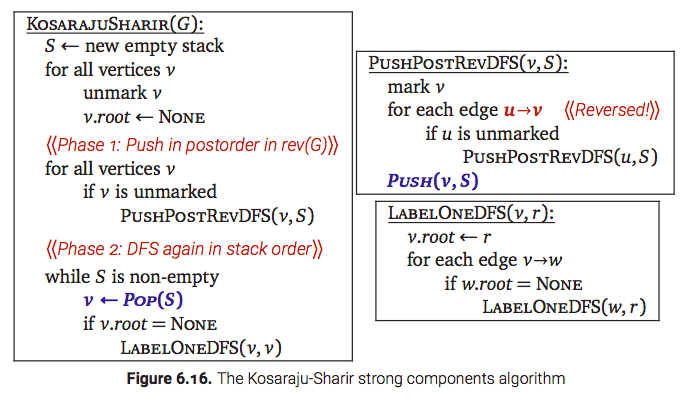 KOSARAJUSHARIR(G):
S ← new empty stack
for all vertices v
unmark v
v.root ← NONE
⟨⟨Phase 1: Push in postorder in rev(G)⟩⟩
for all vertices v
if v is unmarked
PUSHPOSTREVDFS(v, S)
⟨⟨Phase 2: DFS again in stack order⟩⟩
while S is non-empty
v ← POP(S)
if v.root = NONE
LABELONEDFS(v, v)
PUSHPOSTREVDFS(v, S):
mark v
for each edge u→v ⟨⟨Reversed!⟩⟩
if u is unmarked
PUSHPOSTREVDFS(u, S)
PUSH(v, S)
LABELONEDFS(v, r):
v.root ← r
for each edge v→w
if w.root = NONE
LABELONEDFS(w, r)
Figure 6.16. The Kosaraju-Sharir strong components algorithm